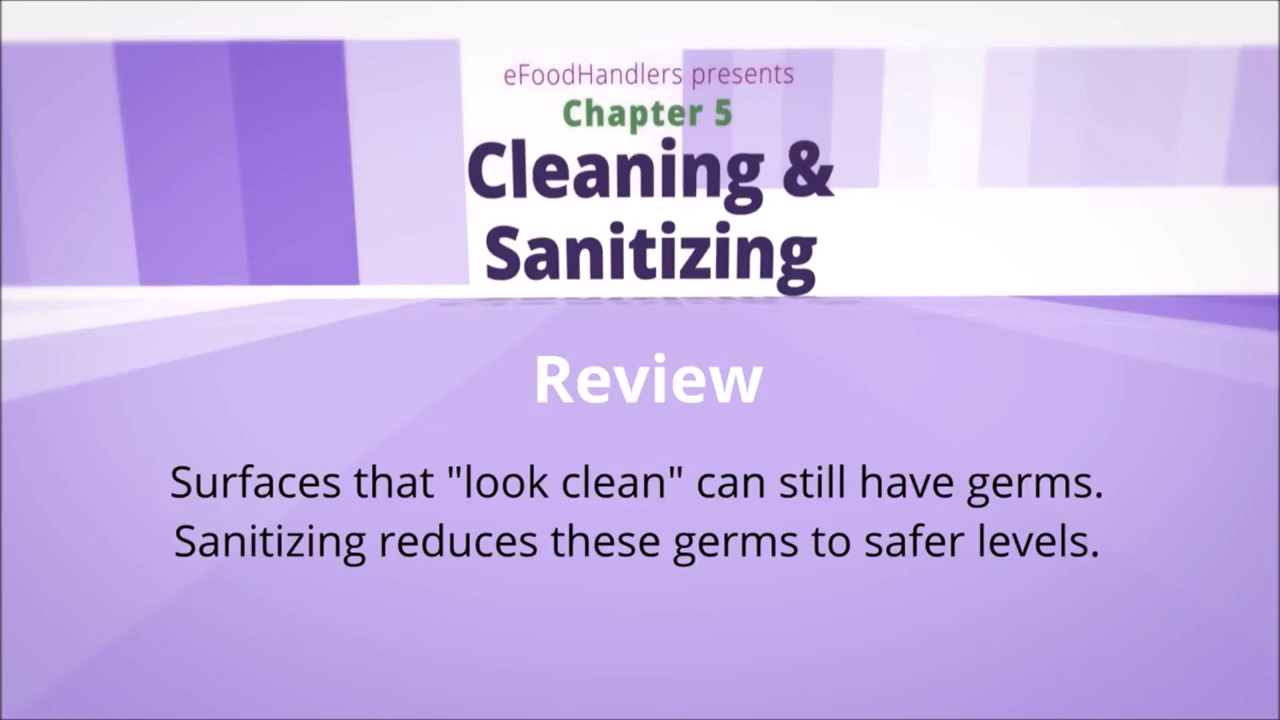 eFoodHandlers presents
Chapter 5
Cleaning &
Sanitizing
Review
Surfaces that "look clean" can still have germs.
Sanitizing reduces these germs to safer levels.